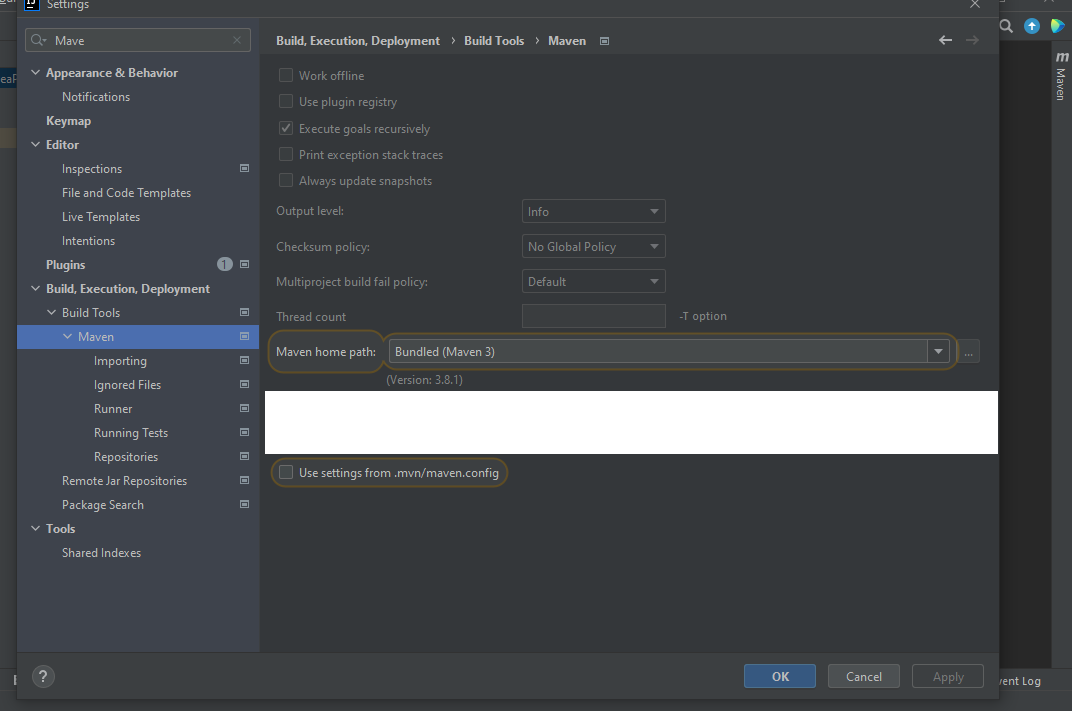 Settings
Mave
Appearance & Behavior
Notifications
Keymap
Editor
Inspections
File and Code Templates
Live Templates
Intentions
Plugins 1
Build, Execution, Deployment
Build Tools
Maven
Importing
Ignored Files
Runner
Running Tests
Repositories
Remote Jar Repositories
Package Search
Tools
Shared Indexes
?
Build, Execution, Deployment › Build Tools › Maven
Work offline
Use plugin registry
Execute goals recursively
Print exception stack traces
Always update snapshots
Output level: Info
Checksum policy: No Global Policy
Multiproject build fail policy: Default
Thread count -T option
Maven home path: Bundled (Maven 3) ...
(Version: 3.8.1)
Use settings from .mvn/maven.config
OK Cancel Apply
m Maven
vent Log